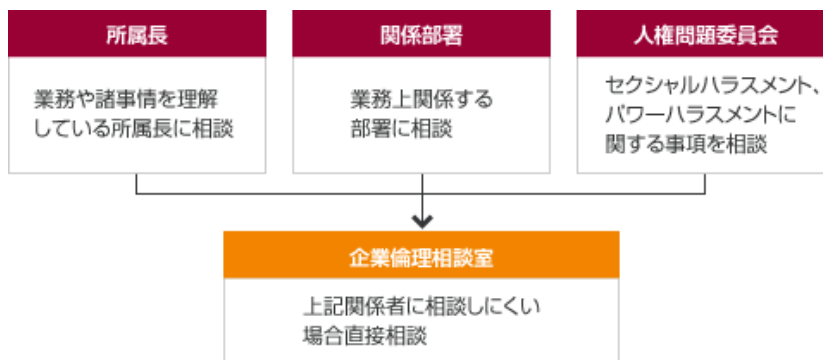 所属長
業務や諸事情を理解
している所属長に相談
関係部署
業務上関係する
部署に相談
人権問題委員会
セクシャルハラスメント、
パワーハラスメントに
関する事項を相談
企業倫理相談室
上記関係者に相談しにくい
場合直接相談